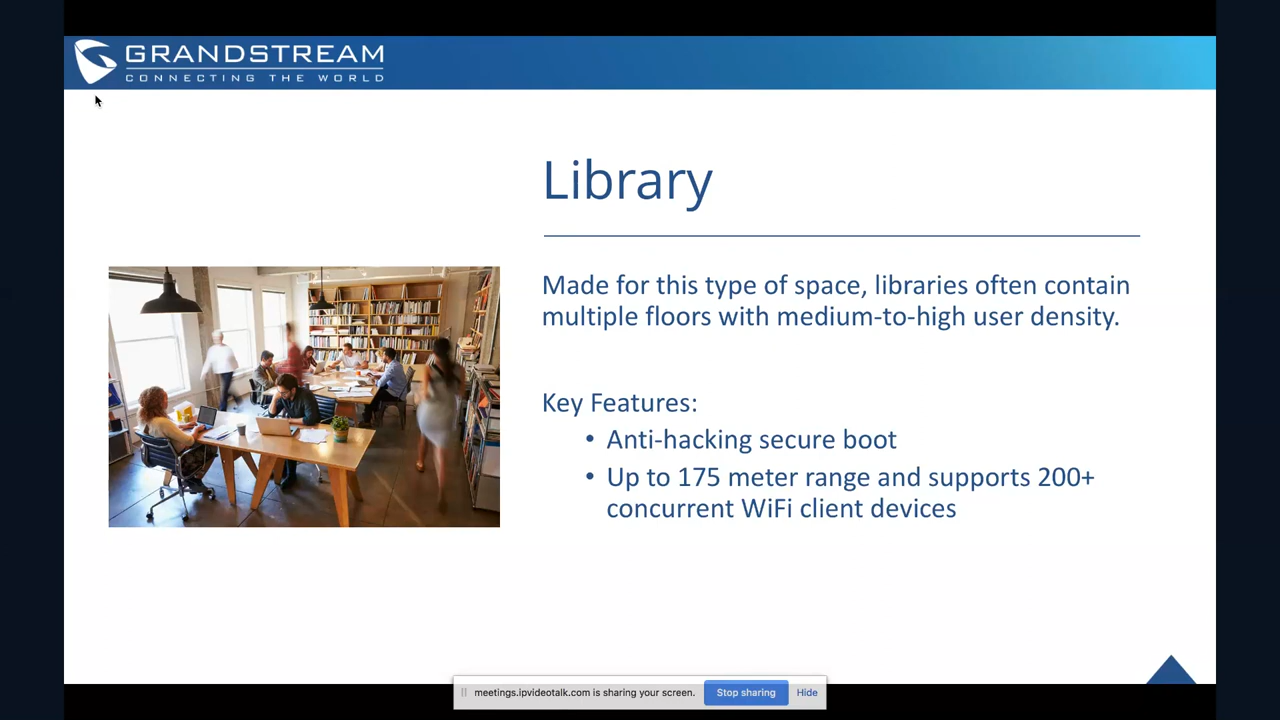 GRANDSTREAM
CONNECTING THE WORLD
Library
Made for this type of space, libraries often contain
multiple floors with medium-to-high user density.
Key Features:
• Anti-hacking secure boot
• Up to 175 meter range and supports 200+
concurrent WiFi client devices
meetings.ipvideotalk.com is sharing your screen.
Stop sharing
Hide